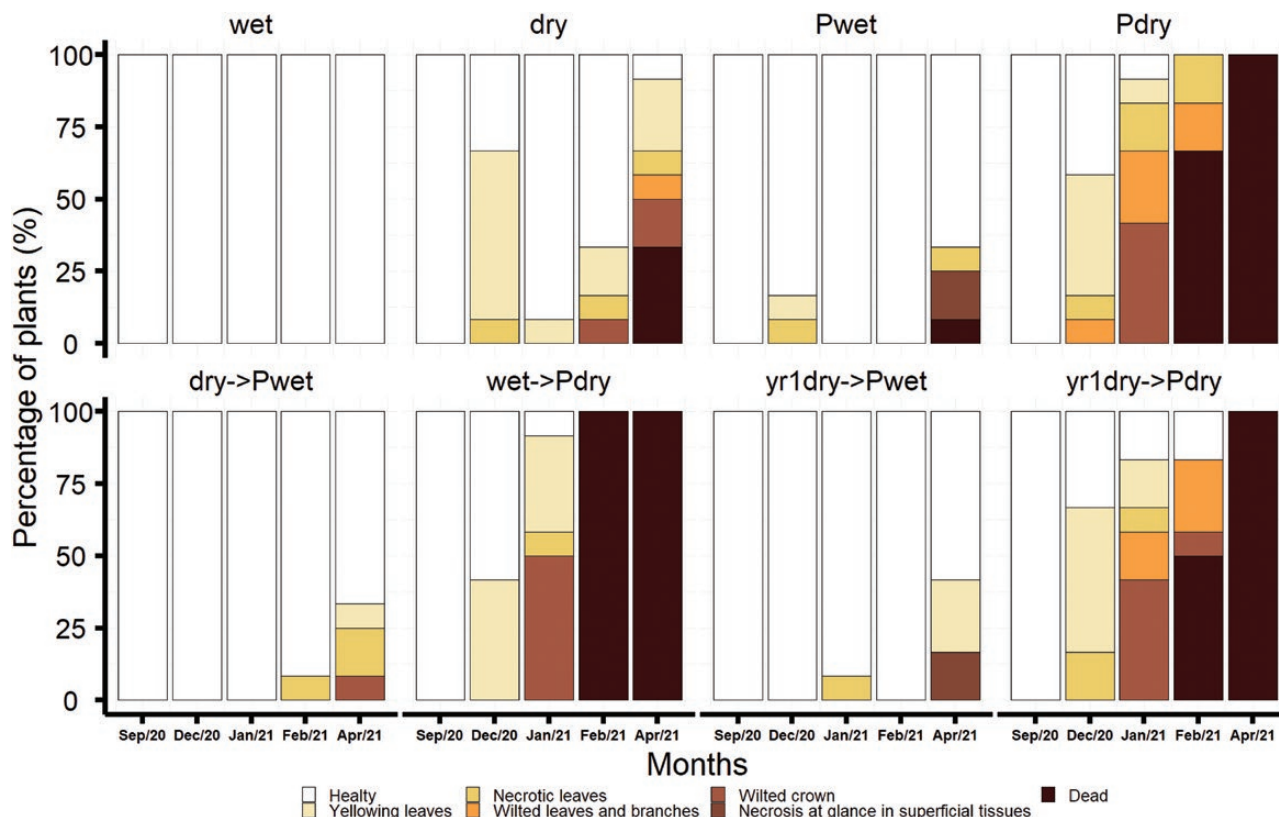 wet dry Pwet Pdry
100
75
50
25
0
dry->Pwet wet->Pdry yr1dry->Pwet yr1dry->Pdry
100
75
50
25
0
Percentage of plants (%)
Sep/20 Dec/20 Jan/21 Feb/21 Apr/21 Sep/20 Dec/20 Jan/21 Feb/21 Apr/21 Sep/20 Dec/20 Jan/21 Feb/21 Apr/21 Sep/20 Dec/20 Jan/21 Feb/21 Apr/21
Months
Healty Necrotic leaves Wilted crown Dead
Yellowing leaves Wilted leaves and branches Necrosis at glance in superficial tissues